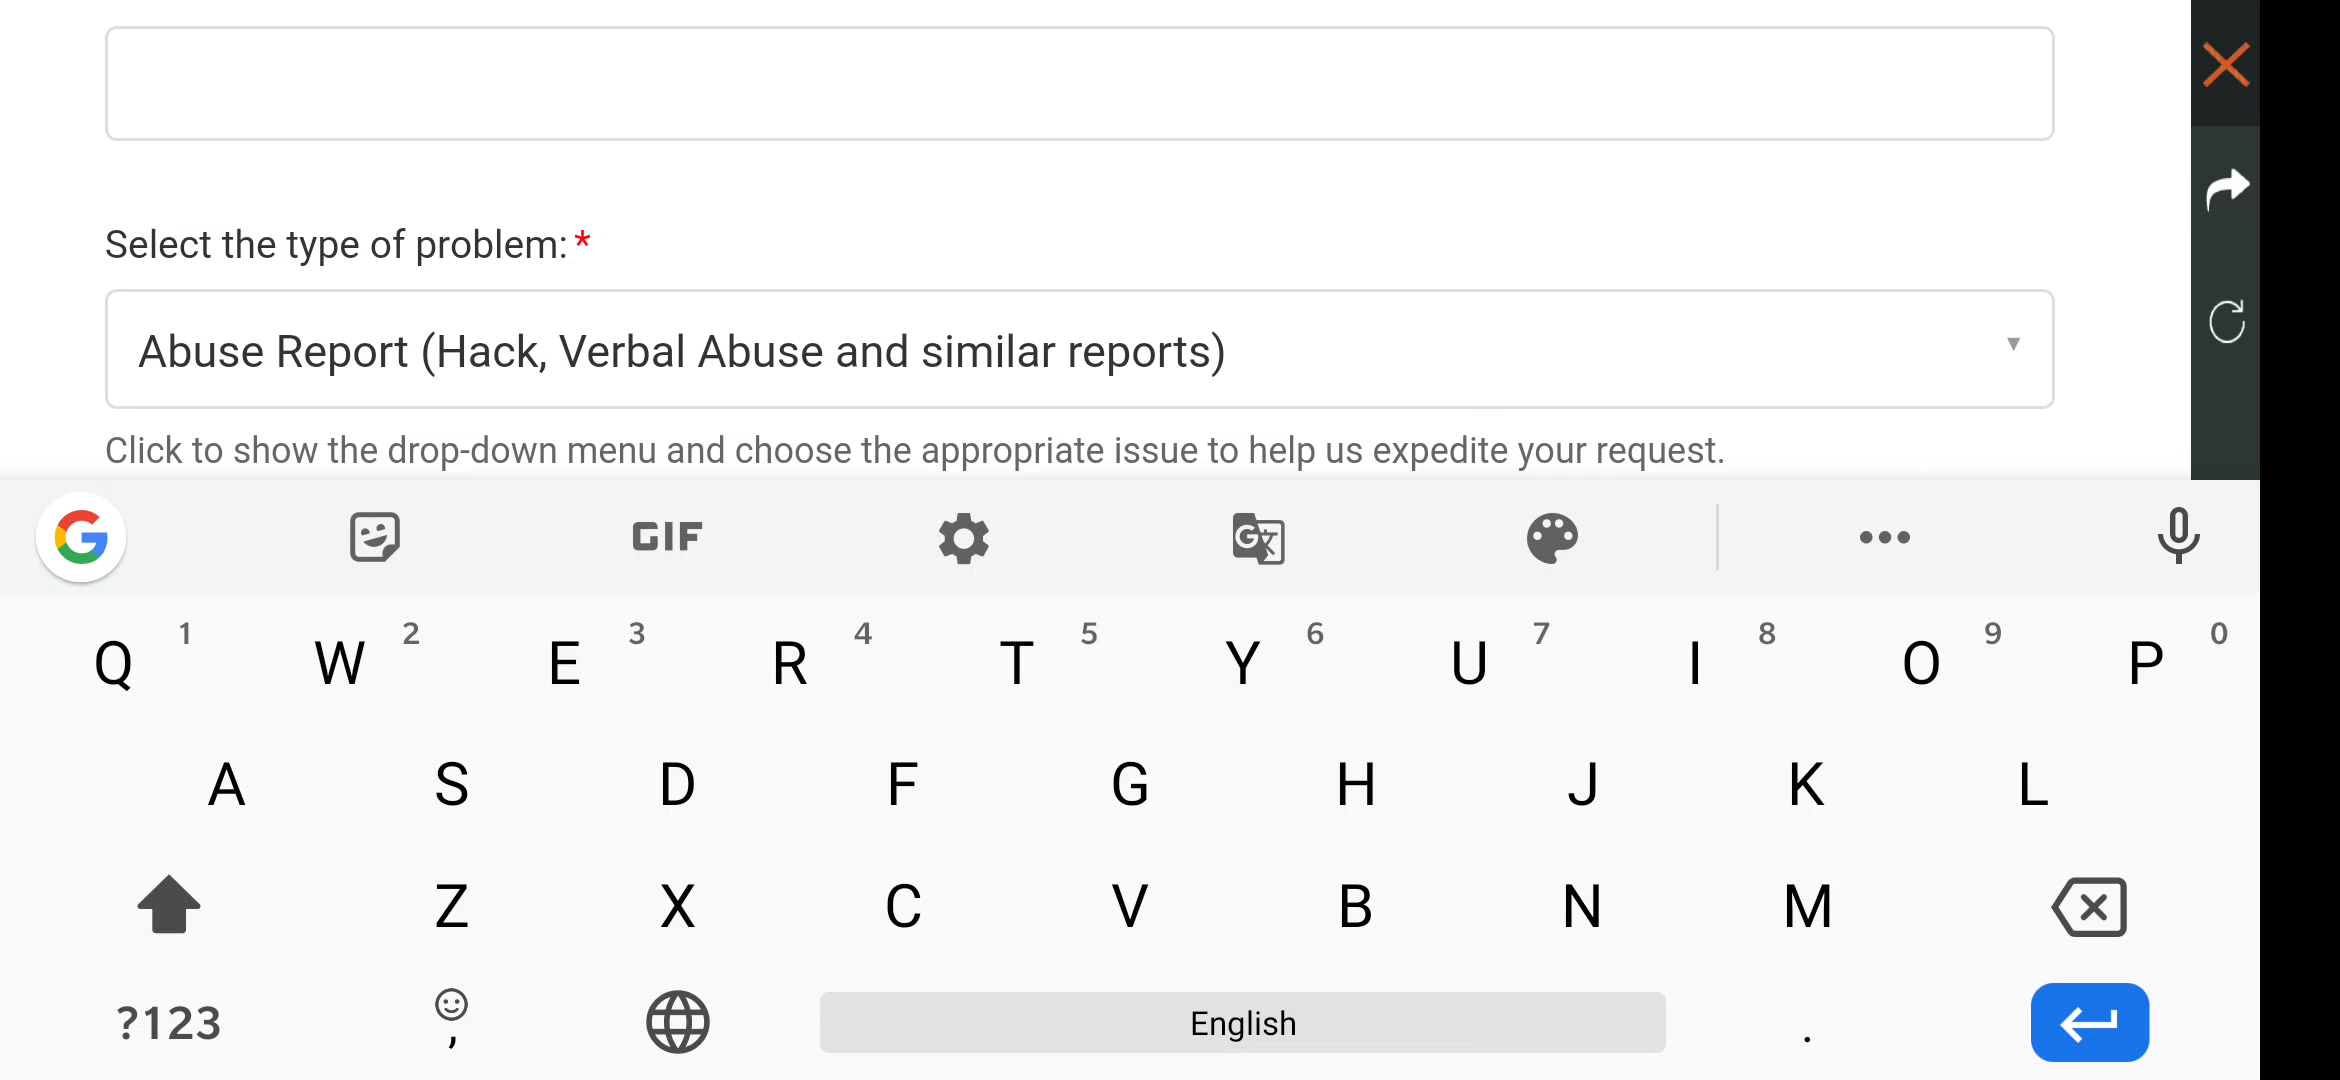 Select the type of problem: *
Abuse Report (Hack, Verbal Abuse and similar reports)
Click to show the drop-down menu and choose the appropriate issue to help us expedite your request.
G GIF G文
Q 1 W 2 E 3 R 4 T 5 Y 6 U 7 I 8 O 9 P 0
A S D F G H J K L
Z X C V B N M
?123 , English .